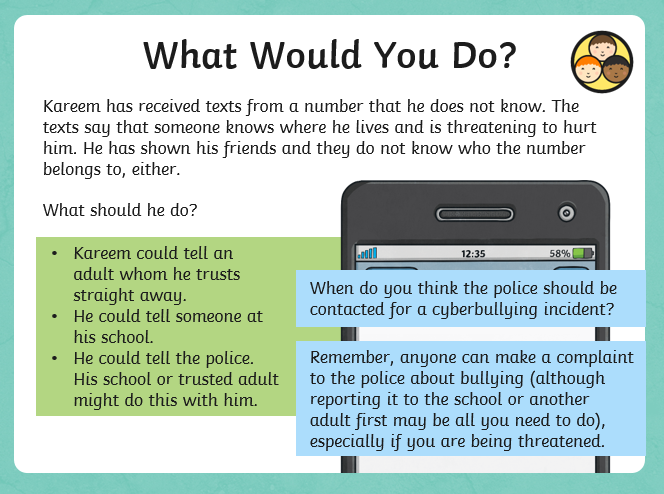 What Would You Do?
Kareem has received texts from a number that he does not know. The
texts say that someone knows where he lives and is threatening to hurt
him. He has shown his friends and they do not know who the number
belongs to, either.
What should he do?
• Kareem could tell an
adult whom he trusts
straight away.
• He could tell someone at
his school.
• He could tell the police.
His school or trusted adult
might do this with him.
12:35 58%
When do you think the police should be
contacted for a cyberbullying incident?
Remember, anyone can make a complaint
to the police about bullying (although
reporting it to the school or another
adult first may be all you need to do),
especially if you are being threatened.